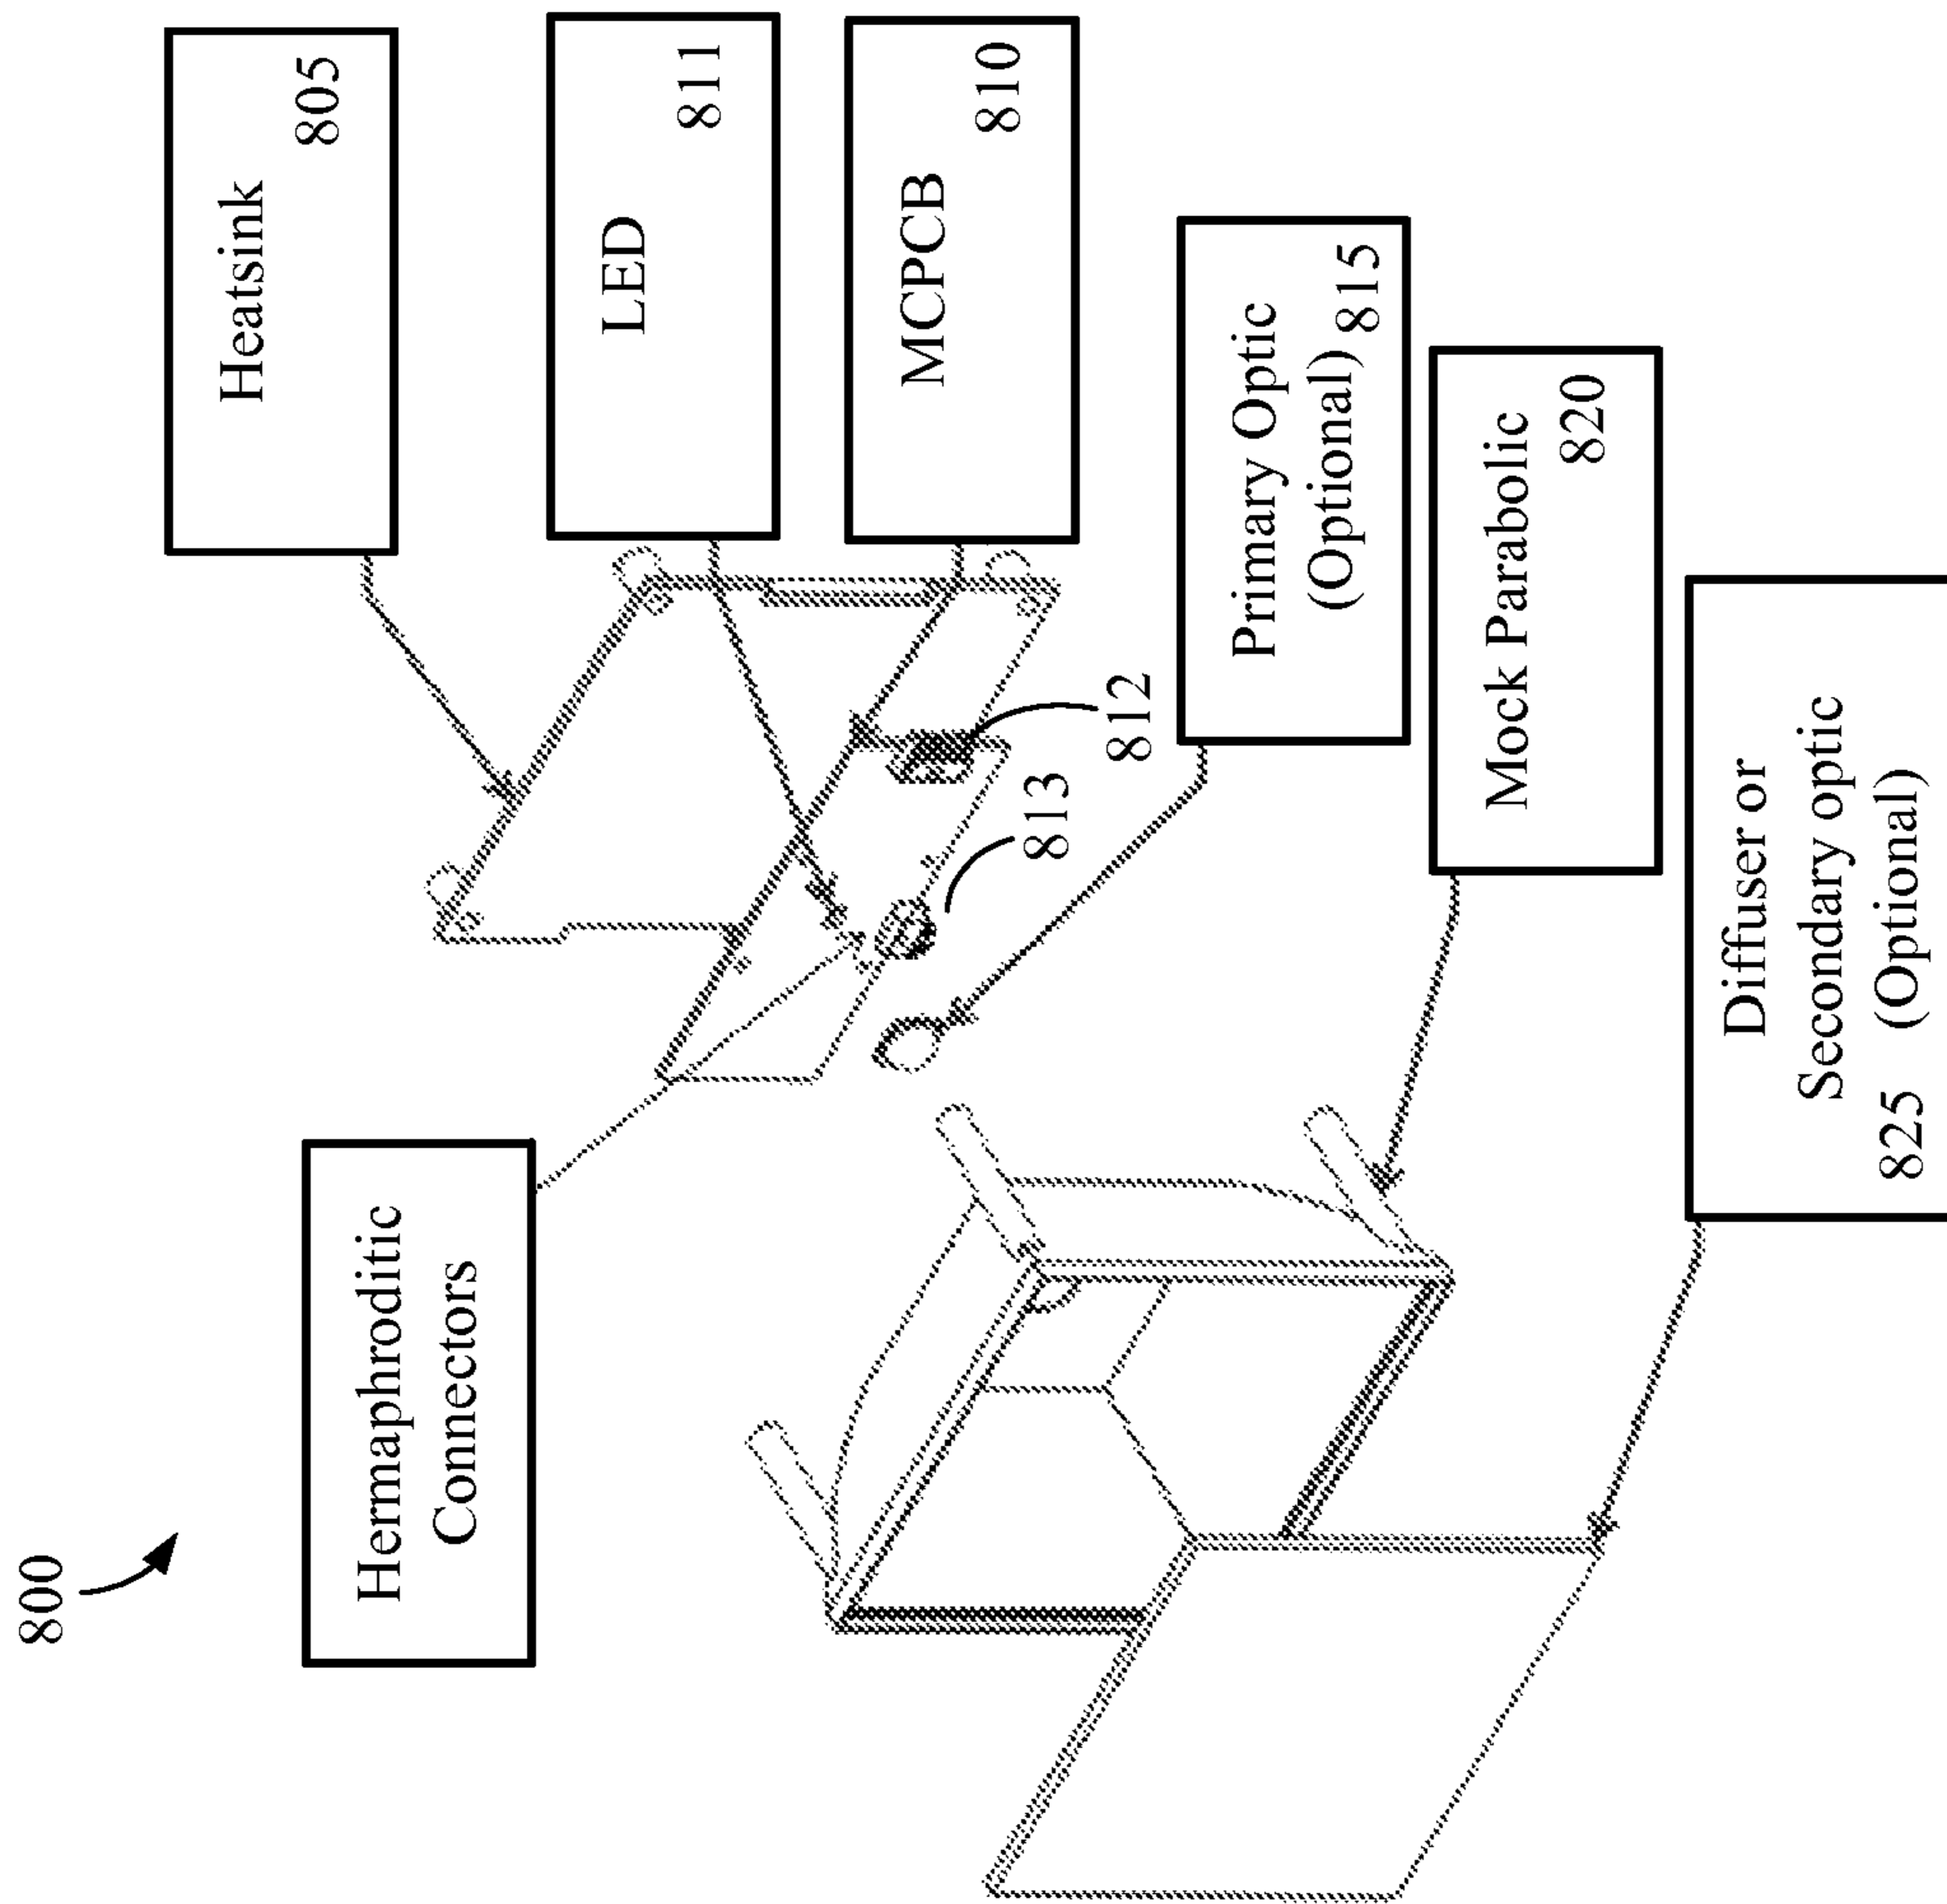 800
Heatsink
805
LED
811
MCPCB
810
Hermaphroditic
Connectors
812
813
Primary Optic
(Optional) 815
Mock Parabolic
820
Diffuser or
Secondary optic
825 (Optional)